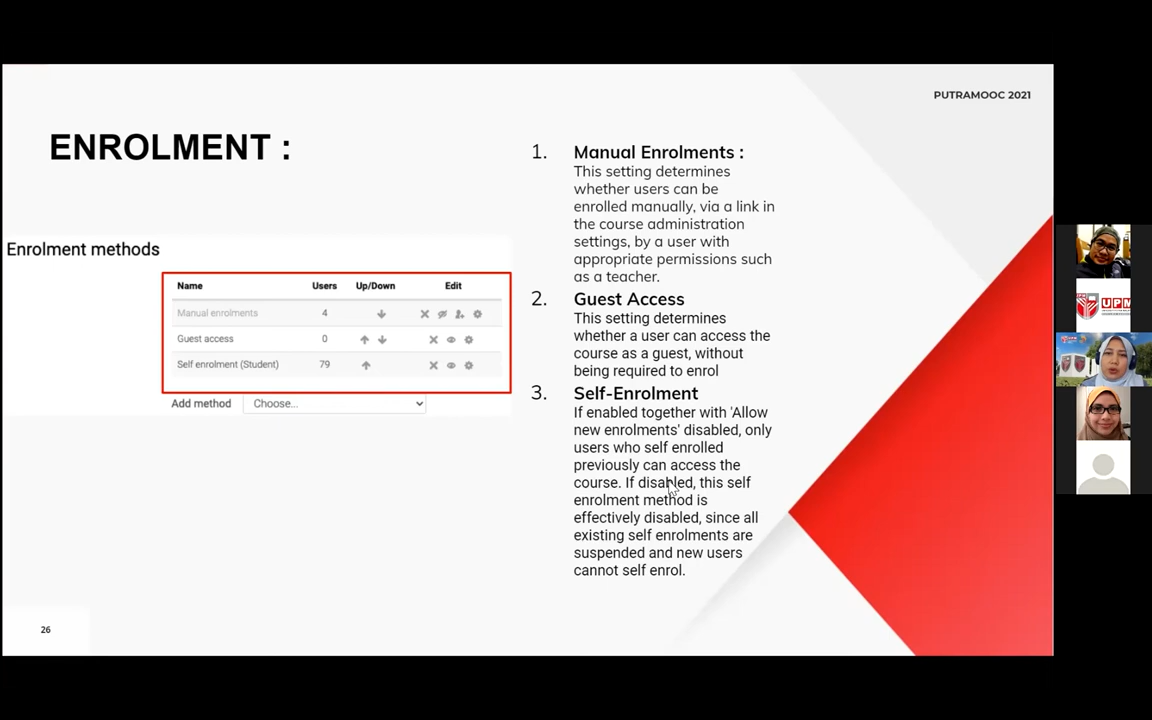 PUTRAMOOC 2021
ENROLMENT :
Enrolment methods
Name Users Up/Down Edit
Manual enrolments 4
Guest access 0
Self enrolment (Student) 79
Add method Choose...
1. Manual Enrolments :
This setting determines
whether users can be
enrolled manually, via a link in
the course administration
settings, by a user with
appropriate permissions such
as a teacher.
2. Guest Access
This setting determines
whether a user can access the
course as a guest, without
being required to enrol
3. Self-Enrolment
If enabled together with 'Allow
new enrolments' disabled, only
users who self enrolled
previously can access the
course. If disabled, this self
enrolment method is
effectively disabled, since all
existing self enrolments are
suspended and new users
cannot self enrol.
26
UPM